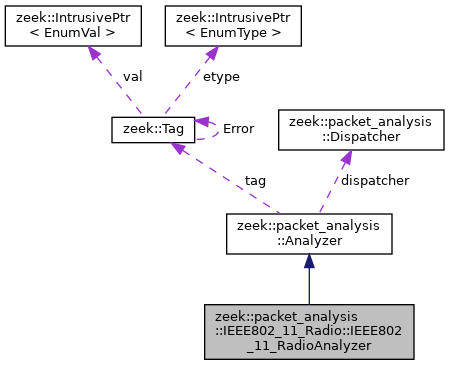 zeek::IntrusivePtr
< EnumVal >
zeek::IntrusivePtr
< EnumType >
val
etype
zeek::Tag
Error
zeek::packet_analysis
::Dispatcher
tag
dispatcher
zeek::packet_analysis
::Analyzer
zeek::packet_analysis
::IEEE802_11_Radio::IEEE802
_11_RadioAnalyzer